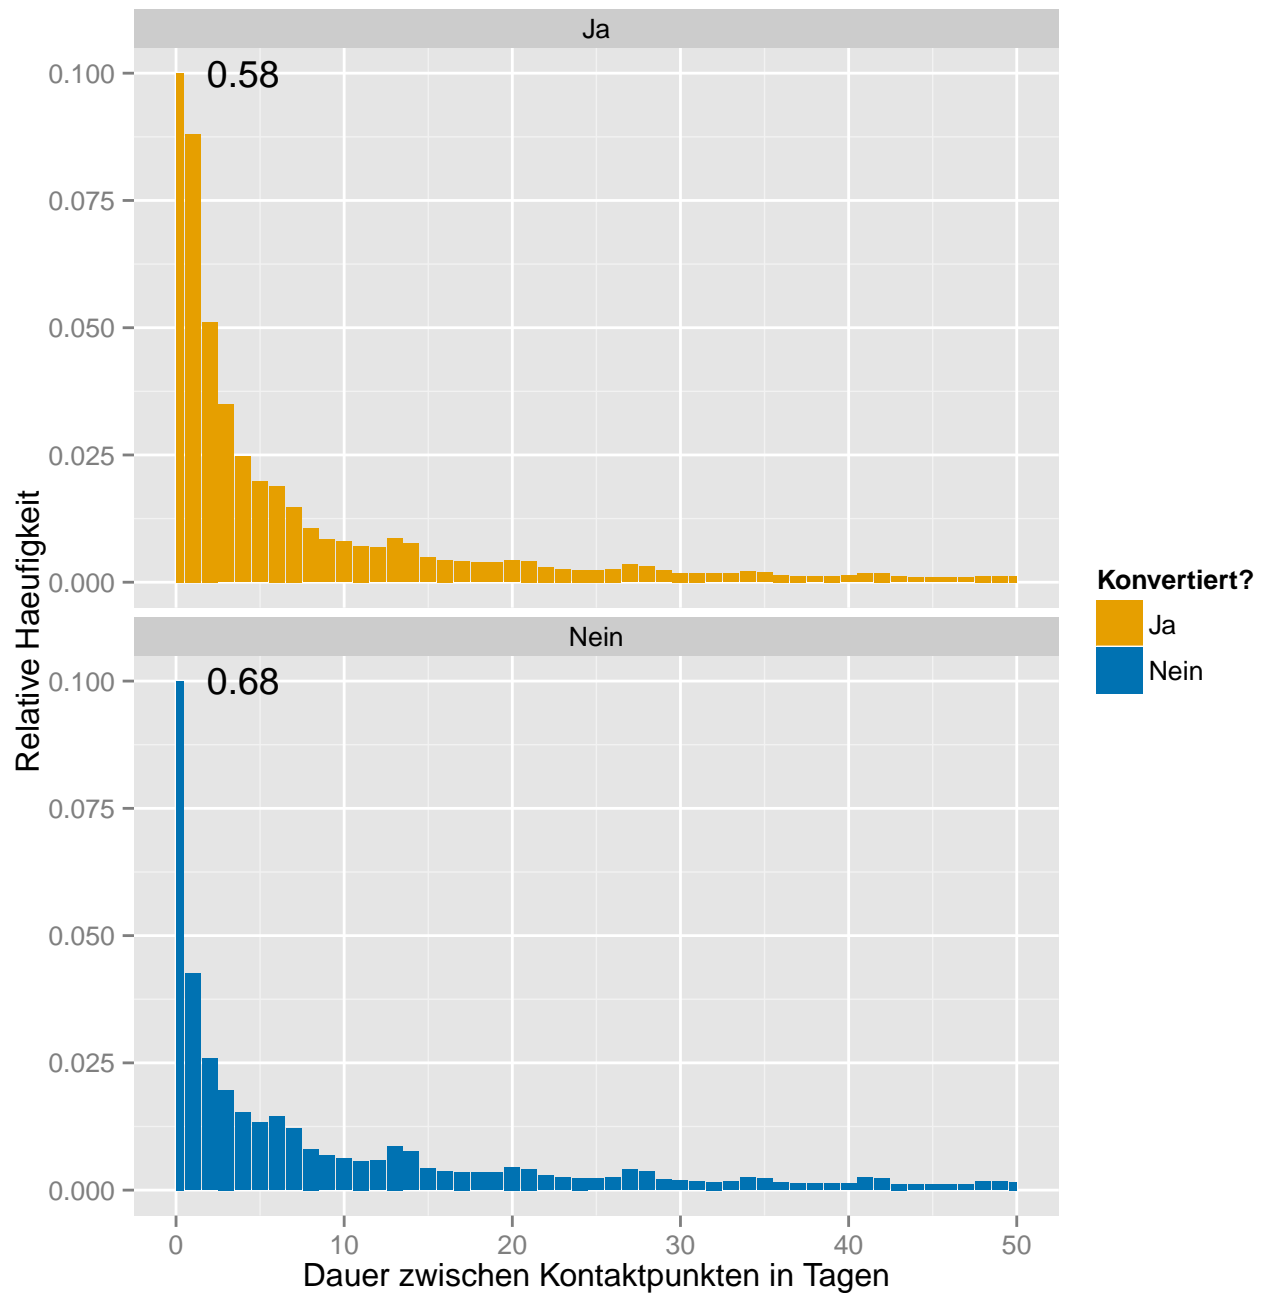 Ja
0.58
0.100
0.075
0.050
0.025
0.000
Relative Haeufigkeit
Nein
0.68
0.100
0.075
0.050
0.025
0.000
0 10 20 30 40 50
Dauer zwischen Kontaktpunkten in Tagen
Konvertiert?
Ja
Nein